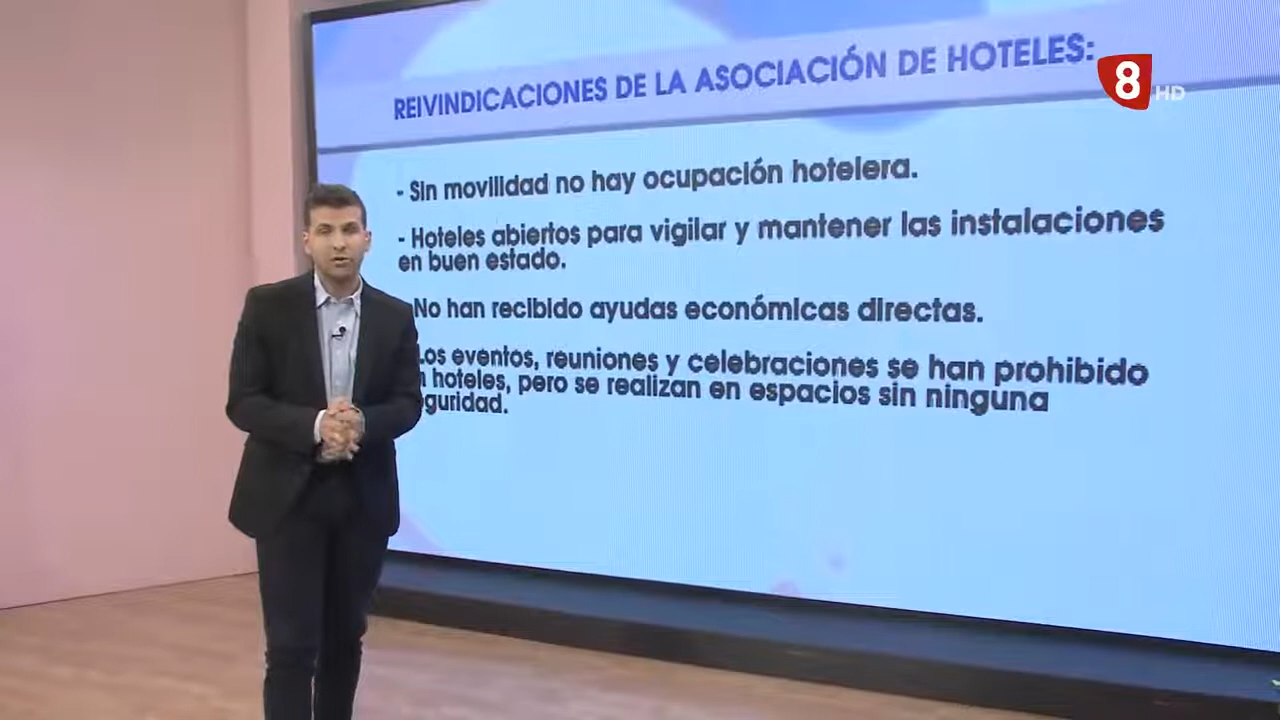 REIVINDICACIONES DE LA ASOCIACIÓN DE HOTELES:
8 HD
- Sin movilidad no hay ocupación hotelera.
- Hoteles abiertos para vigilar y mantener las instalaciones
en buen estado.
No han recibido ayudas económicas directas.
Los eventos, reuniones y celebraciones se han prohibido
hoteles, pero se realizan en espacios sin ninguna
guridad.